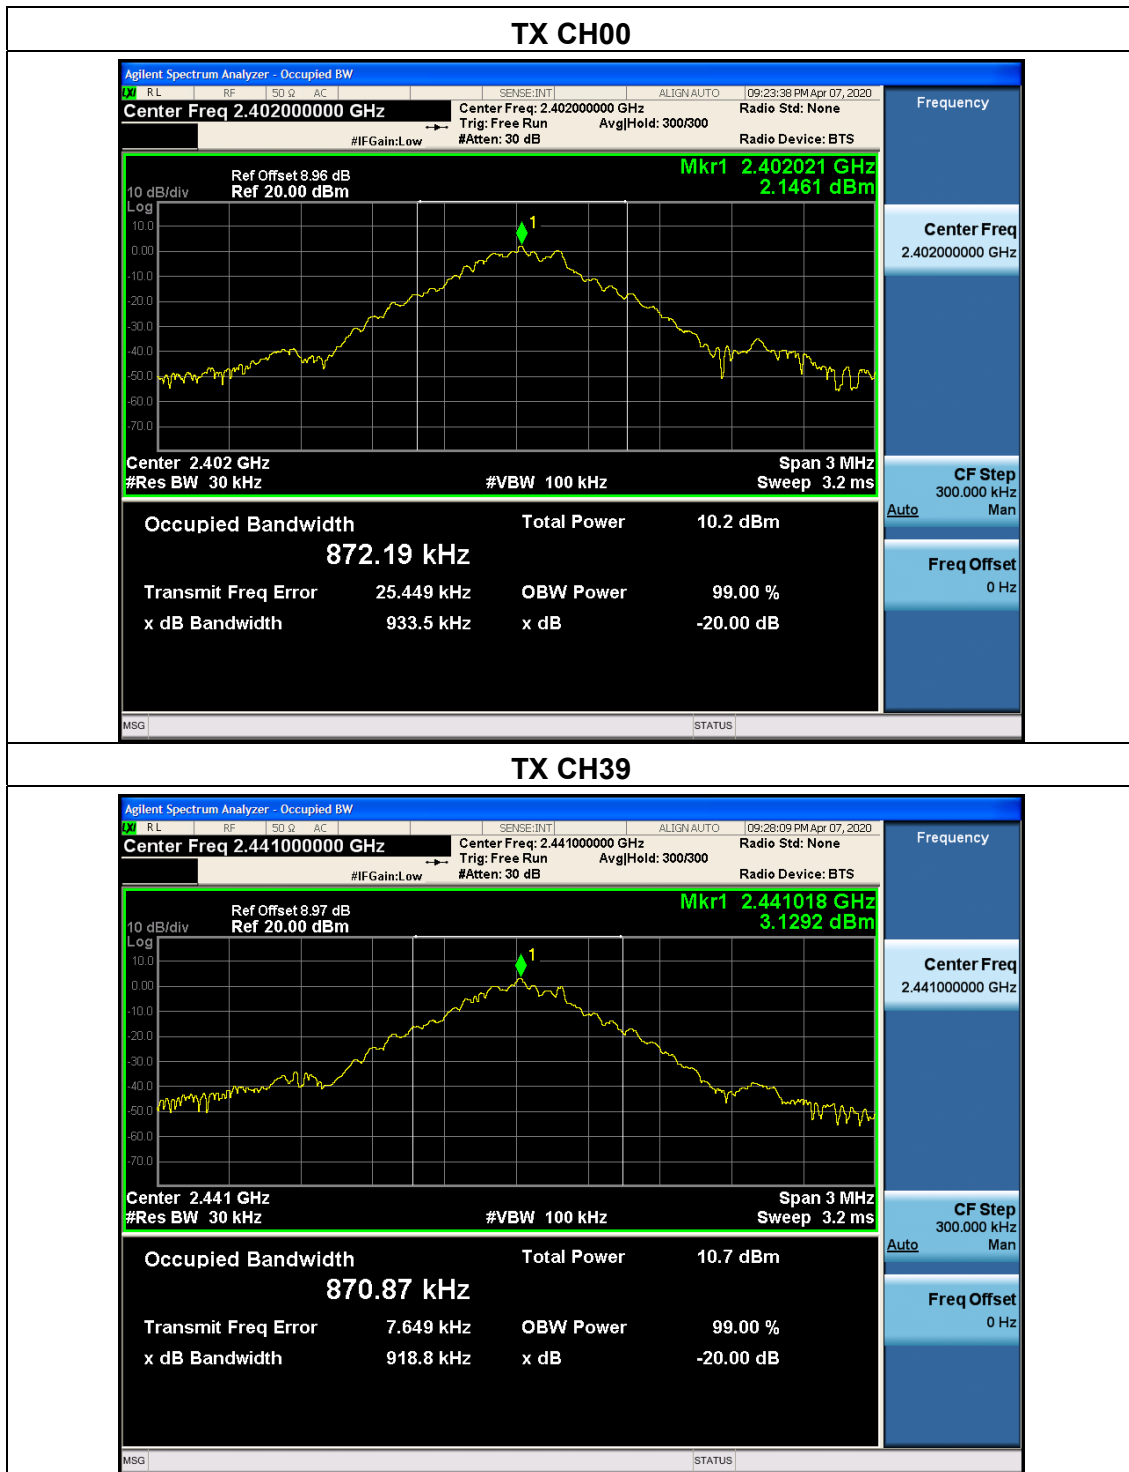 TX CH00
Agilent Spectrum Analyzer - Occupied BW
LXI RL RF 50 Ω AC SENSE:INT ALIGN AUTO 09:23:38 PM Apr 07, 2020
Center Freq 2.402000000 GHz
Center Freq: 2.402000000 GHz Radio Std: None
Trig: Free Run Avg|Hold: 300/300
#IFGain:Low #Atten: 30 dB Radio Device: BTS
Frequency
Mkr1 2.402021 GHz
2.1461 dBm
Ref Offset 8.96 dB
10 dB/div Ref 20.00 dBm
Log
10.0
0.00
-10.0
-20.0
-30.0
-40.0
-50.0
-60.0
-70.0
1
Center 2.402 GHz Span 3 MHz
#Res BW 30 kHz #VBW 100 kHz Sweep 3.2 ms
Center Freq
2.402000000 GHz
CF Step
300.000 kHz
Auto Man
Freq Offset
0 Hz
Occupied Bandwidth Total Power 10.2 dBm
872.19 kHz
Transmit Freq Error 25.449 kHz OBW Power 99.00 %
x dB Bandwidth 933.5 kHz x dB -20.00 dB
MSG STATUS
TX CH39
Agilent Spectrum Analyzer - Occupied BW
LXI RL RF 50 Ω AC SENSE:INT ALIGN AUTO 09:28:09 PM Apr 07, 2020
Center Freq 2.441000000 GHz
Center Freq: 2.441000000 GHz Radio Std: None
Trig: Free Run Avg|Hold: 300/300
#IFGain:Low #Atten: 30 dB Radio Device: BTS
Frequency
Mkr1 2.441018 GHz
3.1292 dBm
Ref Offset 8.97 dB
10 dB/div Ref 20.00 dBm
Log
10.0
0.00
-10.0
-20.0
-30.0
-40.0
-50.0
-60.0
-70.0
1
Center 2.441 GHz Span 3 MHz
#Res BW 30 kHz #VBW 100 kHz Sweep 3.2 ms
Center Freq
2.441000000 GHz
CF Step
300.000 kHz
Auto Man
Freq Offset
0 Hz
Occupied Bandwidth Total Power 10.7 dBm
870.87 kHz
Transmit Freq Error 7.649 kHz OBW Power 99.00 %
x dB Bandwidth 918.8 kHz x dB -20.00 dB
MSG STATUS